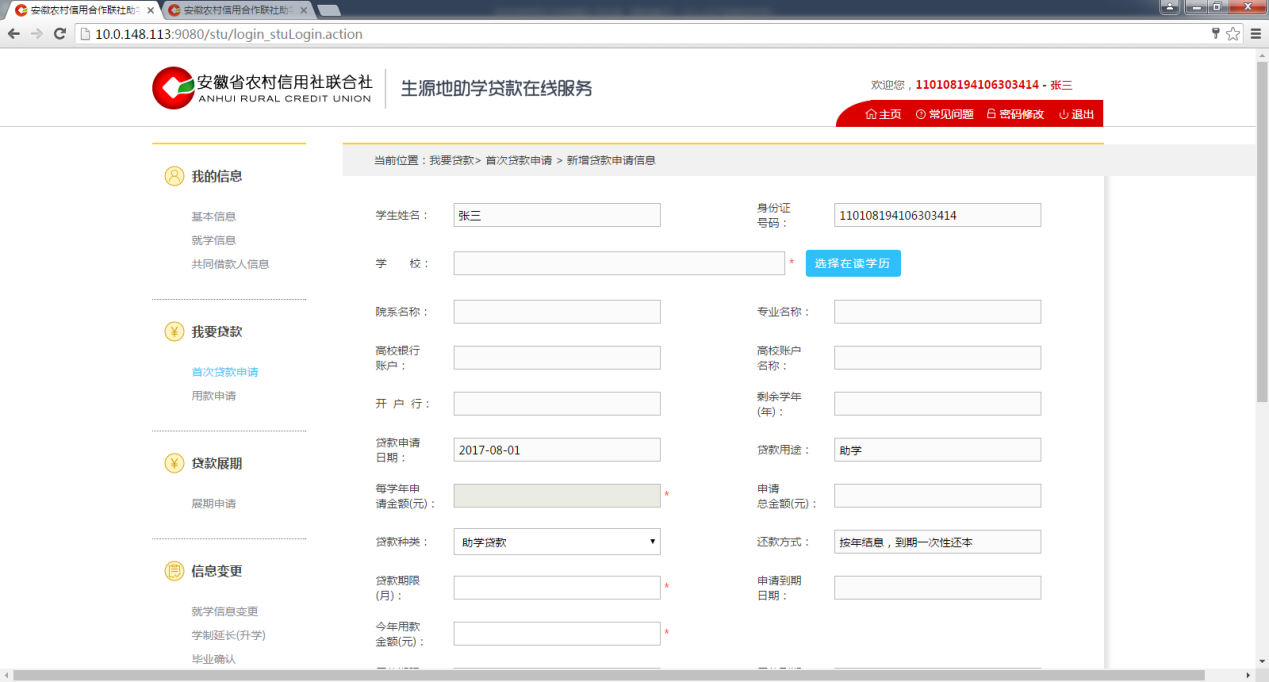 安徽农村信用合作联社助
安徽农村信用合作联社助
10.0.148.113:9080/stu/login_stuLogin.action
安徽省农村信用社联合社
ANHUI RURAL CREDIT UNION
生源地助学贷款在线服务
欢迎您，110108194106303414 - 张三
主页 常见问题 密码修改 退出
当前位置：我要贷款> 首次贷款申请 > 新增贷款申请信息
我的信息
基本信息
就学信息
共同借款人信息
我要贷款
首次贷款申请
用款申请
贷款展期
展期申请
信息变更
就学信息变更
学制延长(升学)
毕业确认
学生姓名： 张三
身份证
号码： 110108194106303414
学 校： * 选择在读学历
院系名称：
专业名称：
高校银行
账户：
高校账户
名称：
开 户 行：
剩余学年
(年)：
贷款申请
日期： 2017-08-01
贷款用途： 助学
每学年申
请金额(元)： *
申请
总金额(元)：
贷款种类： 助学贷款
还款方式： 按年结息，到期一次性还本
贷款期限
(月)： *
申请到期
日期：
今年用款
金额(元)： *